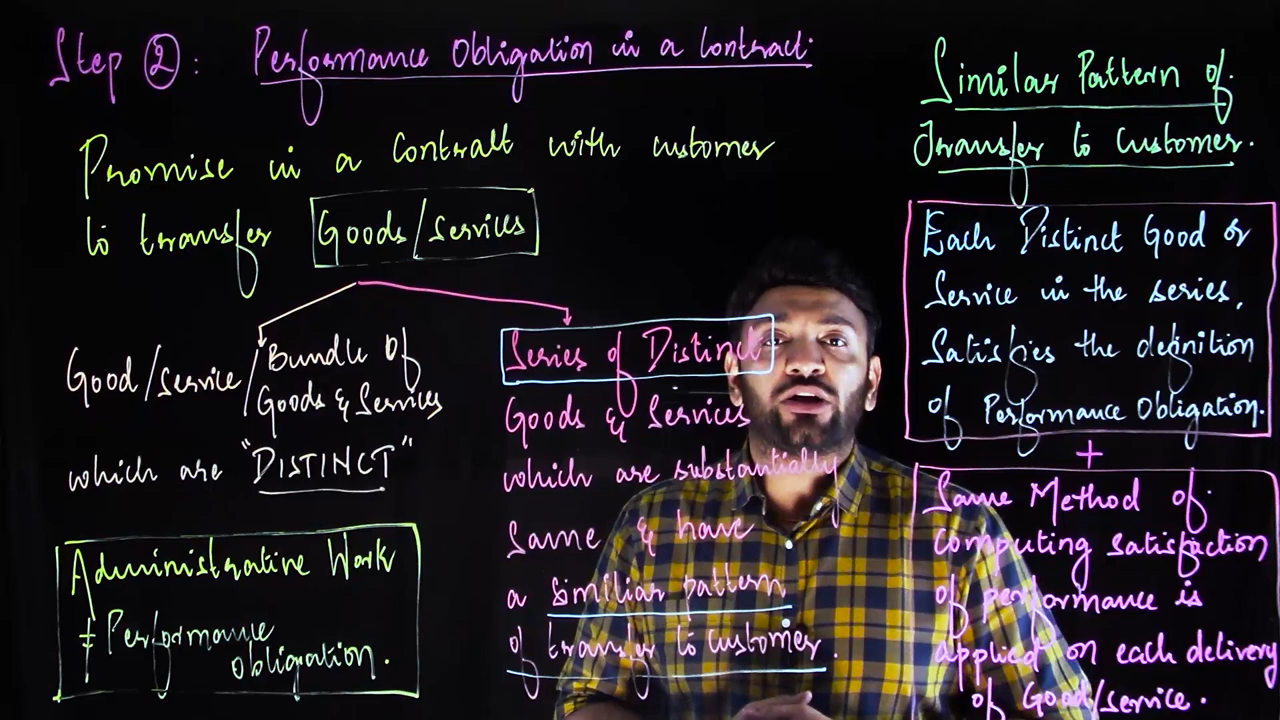 Step ②: Performance Obligation in a Contract.
Promise in a contract with customer
to transfer Goods/Services
Good/Service/Bundle of
Goods & Services
which are "DISTINCT"
Administrative Work
≠ Performance
obligation.
Series of Distinct
Goods & Services
which are substantially
Same & have
a similiar pattern
of transfer to customer.
Similar Pattern of
Transfer to Customer.
Each Distinct Good or
Service in the series,
Satisfies the definition
of Performance Obligation.
+
Same Method of
computing satisfaction
of performance is
applied on each delivery
of Good/service.